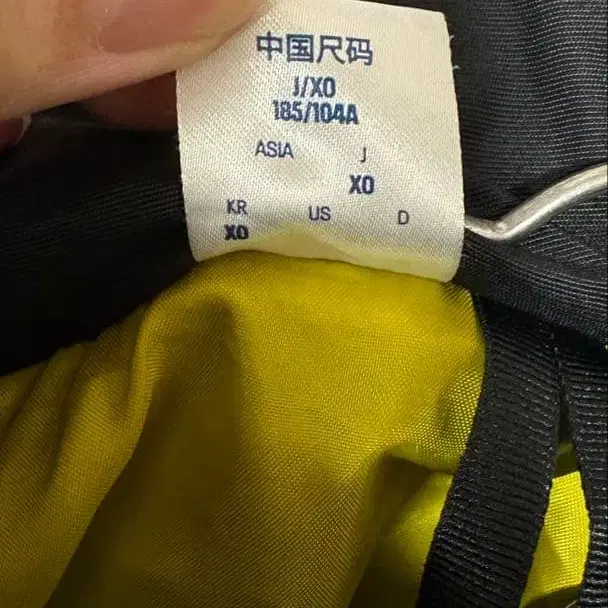 中国尺码
J/XO
185/104A
ASIA J
XO
KR US D
XO